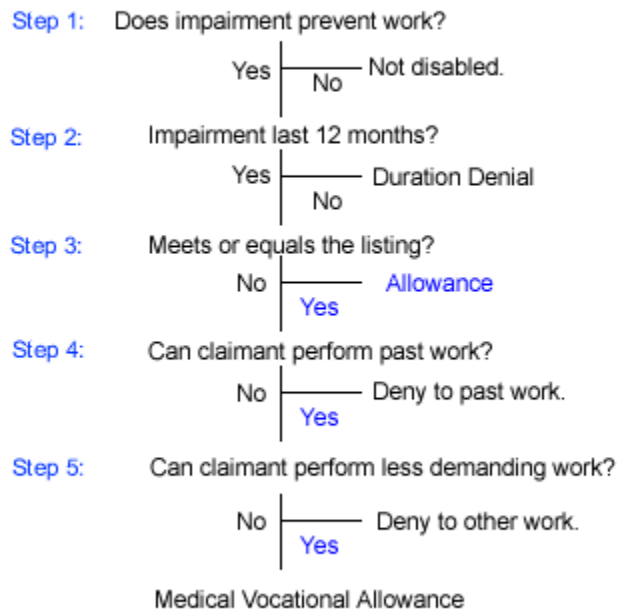 Step 1: Does impairment prevent work?
Yes Not disabled.
No
Step 2: Impairment last 12 months?
Yes Duration Denial
No
Step 3: Meets or equals the listing?
No Allowance
Yes
Step 4: Can claimant perform past work?
No Deny to past work.
Yes
Step 5: Can claimant perform less demanding work?
No Deny to other work.
Yes
Medical Vocational Allowance